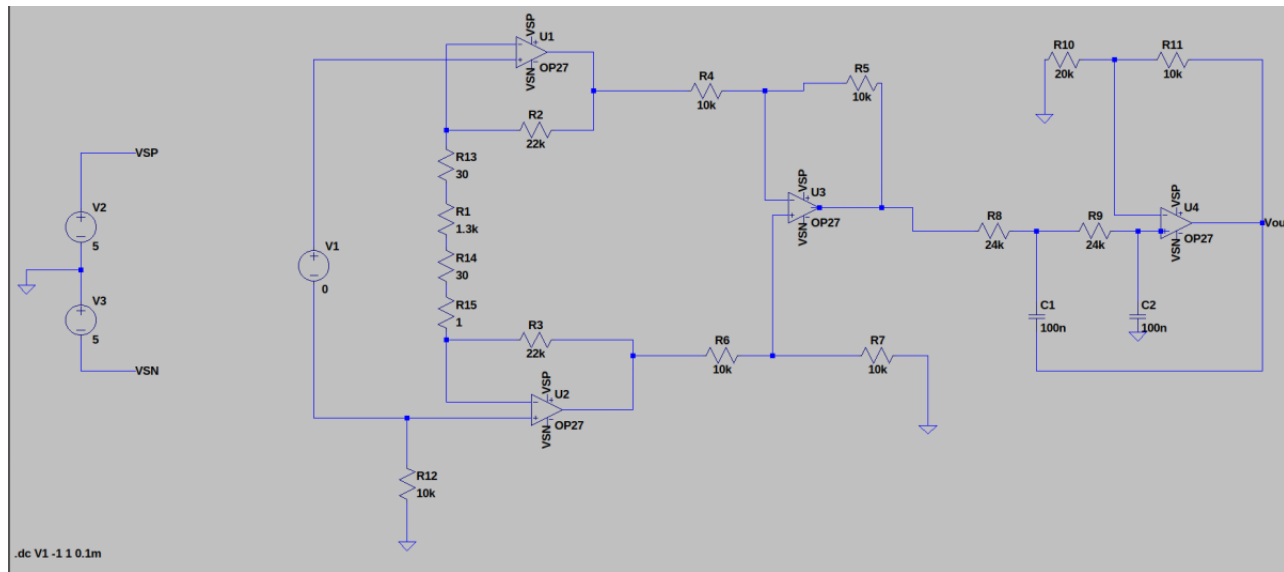 VSP
V2
5
V3
5
VSN
V1
0
VSP
U1
OP27
VSN
R2
22k
R13
30
R1
1.3k
R14
30
R15
1
R3
22k
VSP
U2
OP27
VSN
R12
10k
R4
10k
R5
10k
VSP
U3
OP27
VSN
R6
10k
R7
10k
R8
24k
R9
24k
C1
100n
C2
100n
R10
20k
R11
10k
VSP
U4
OP27
VSN
Vou
.dc V1 -1 1 0.1m